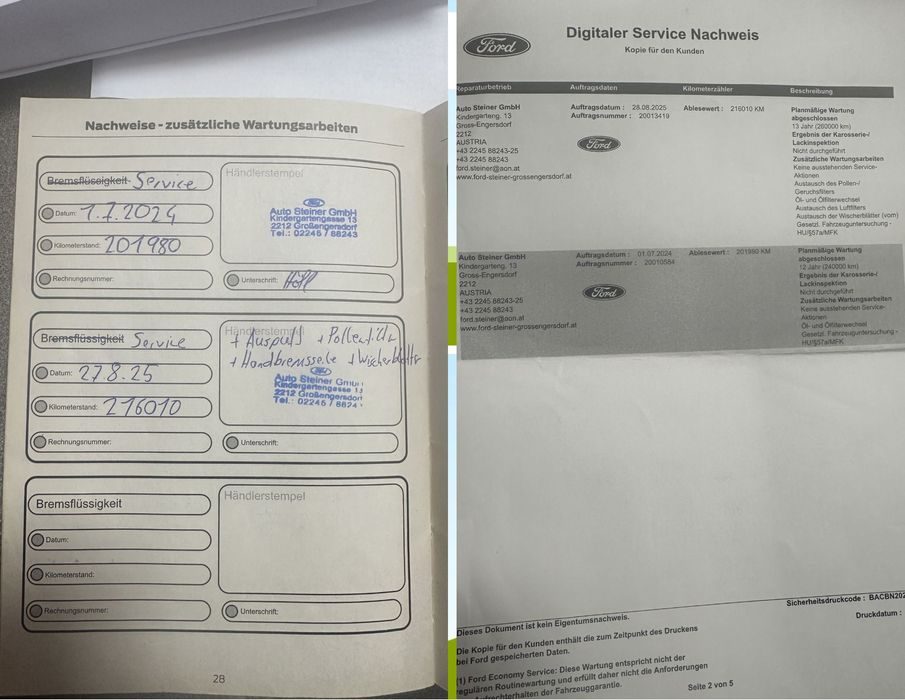 Nachweise - zusätzliche Wartungsarbeiten
Bremsflüssigkeit Service
Datum: 1.7.2024
Kilometerstand: 201980
Rechnungsnummer:
Händlerstempel
Ford
Auto Steiner GmbH
Kindergartengasse 13
2212 Großengersdorf
Tel.: 02245 / 88243
Unterschrift:
Bremsflüssigkeit Service
Datum: 27.8.25
Kilometerstand: 216010
Rechnungsnummer:
Händlerstempel
+ Auspuff + Pollenfilter
+ Handbremsseile + Wischerblätter
Ford
Auto Steiner GmbH
Kindergartengasse 13
2212 Großengersdorf
Tel.: 02245 / 8824
Unterschrift:
Bremsflüssigkeit
Datum:
Kilometerstand:
Rechnungsnummer:
Händlerstempel
Unterschrift:
28
Ford
Digitaler Service Nachweis
Kopie für den Kunden
Reparaturbetrieb Auftragsdaten Kilometerzähler Beschreibung
Auto Steiner GmbH
Kindergarteng. 13
Gross-Engersdorf
2212
AUSTRIA
+43 2245 88243-25
+43 2245 88243
ford.steiner@aon.at
www.ford-steiner-grossengersdorf.at
Auftragsdatum : 28.08.2025
Auftragsnummer : 20013419
Ford
Ablesewert : 216010 KM
Planmäßige Wartung
abgeschlossen
13 Jahr (260000 km)
Ergebnis der Karosserie-/
Lackinspektion
Nicht durchgeführt
Zusätzliche Wartungsarbeiten
Keine ausstehenden Service-
Aktionen
Austausch des Pollen-/
Geruchsfilters
Öl- und Ölfilterwechsel
Austausch des Luftfilters
Austausch der Wischerblätter (vorn)
Gesetzl. Fahrzeuguntersuchung -
HU/§57a/MFK
Auto Steiner GmbH
Kindergarteng. 13
Gross-Engersdorf
2212
AUSTRIA
+43 2245 88243-25
+43 2245 88243
ford.steiner@aon.at
www.ford-steiner-grossengersdorf.at
Auftragsdatum : 01.07.2024
Auftragsnummer : 20010584
Ford
Ablesewert : 201980 KM
Planmäßige Wartung
abgeschlossen
12 Jahr (240000 km)
Ergebnis der Karosserie-/
Lackinspektion
Nicht durchgeführt
Zusätzliche Wartungsarbeiten
Keine ausstehenden Service-
Aktionen
Öl- und Ölfilterwechsel
Gesetzl. Fahrzeuguntersuchung -
HU/§57a/MFK
Sicherheitsdruckcode : BACBN202
Druckdatum :
Dieses Dokument ist kein Eigentumsnachweis.
Die Kopie für den Kunden enthält die zum Zeitpunkt des Druckens
bei Ford gespeicherten Daten.
(1) Ford Economy Service: Diese Wartung entspricht nicht der
regulären Routinewartung und erfüllt daher nicht die Anforderungen
Aufrechterhalten der Fahrzeuggarantie.
Seite 2 von 5